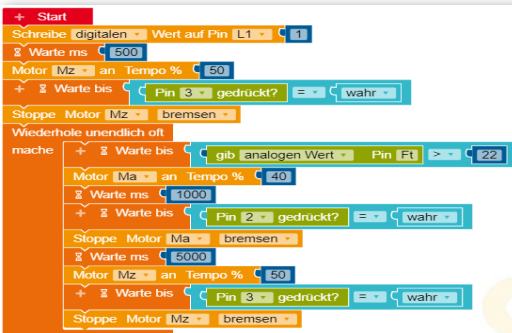 + Start
Schreibe digitalen Wert auf Pin L1 1
Warte ms 500
Motor Mz an Tempo % 50
+ Warte bis Pin 3 gedrückt? = wahr
Stoppe Motor Mz bremsen
Wiederhole unendlich oft
mache + Warte bis gib analogen Wert Pin Ft > 22
Motor Ma an Tempo % 40
Warte ms 1000
+ Warte bis Pin 2 gedrückt? = wahr
Stoppe Motor Ma bremsen
Warte ms 5000
Motor Mz an Tempo % 50
+ Warte bis Pin 3 gedrückt? = wahr
Stoppe Motor Mz bremsen